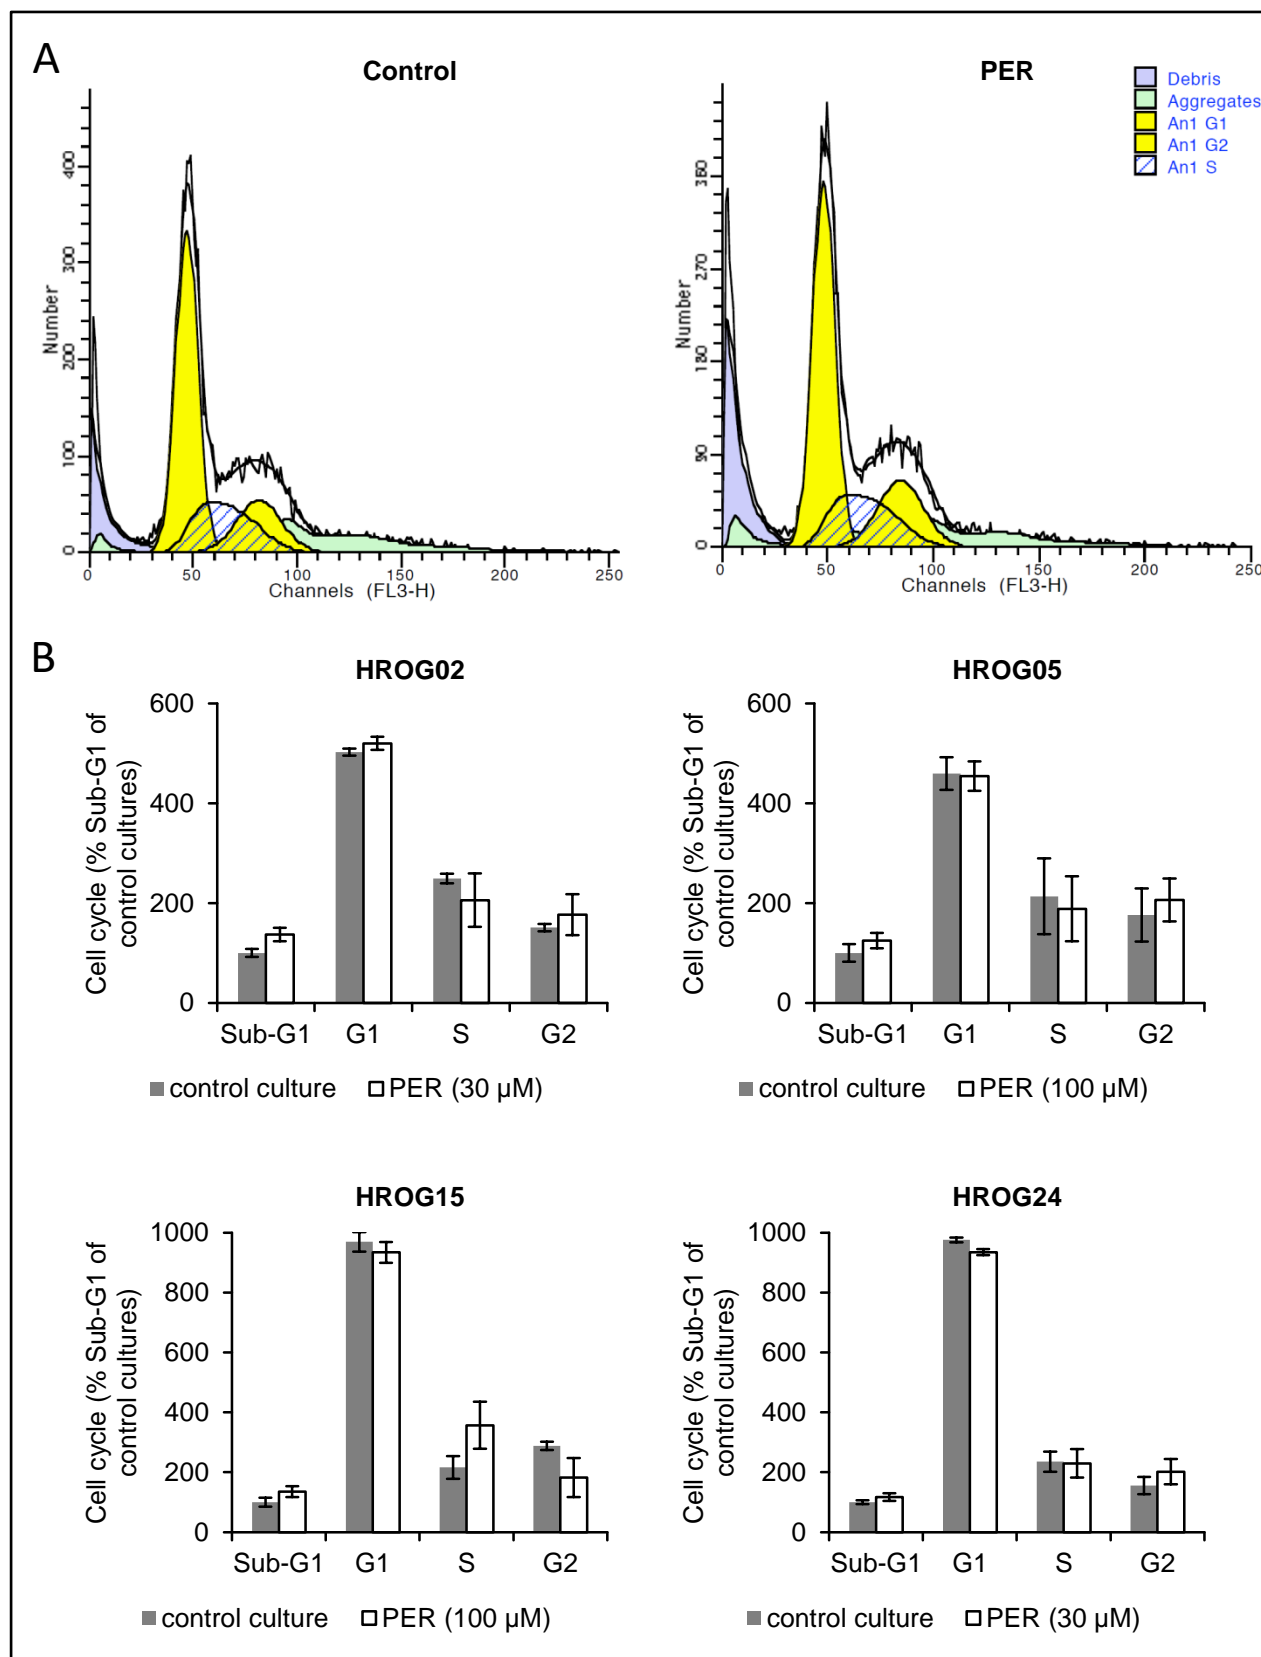 A
Control
PER
Debris
Aggregates
An1 G1
An1 G2
An1 S
Number
400
300
200
100
0
0 50 100 150 200 250
Channels (FL3-H)
Number
360
270
180
90
0
0 50 100 150 200 250
Channels (FL3-H)
B
HROG02
Cell cycle (% Sub-G1 of
control cultures)
600
400
200
0
Sub-G1 G1 S G2
control culture PER (30 µM)
HROG05
Cell cycle (% Sub-G1 of
control cultures)
600
400
200
0
Sub-G1 G1 S G2
control culture PER (100 µM)
HROG15
Cell cycle (% Sub-G1 of
control cultures)
1000
800
600
400
200
0
Sub-G1 G1 S G2
control culture PER (100 µM)
HROG24
Cell cycle (% Sub-G1 of
control cultures)
1000
800
600
400
200
0
Sub-G1 G1 S G2
control culture PER (30 µM)